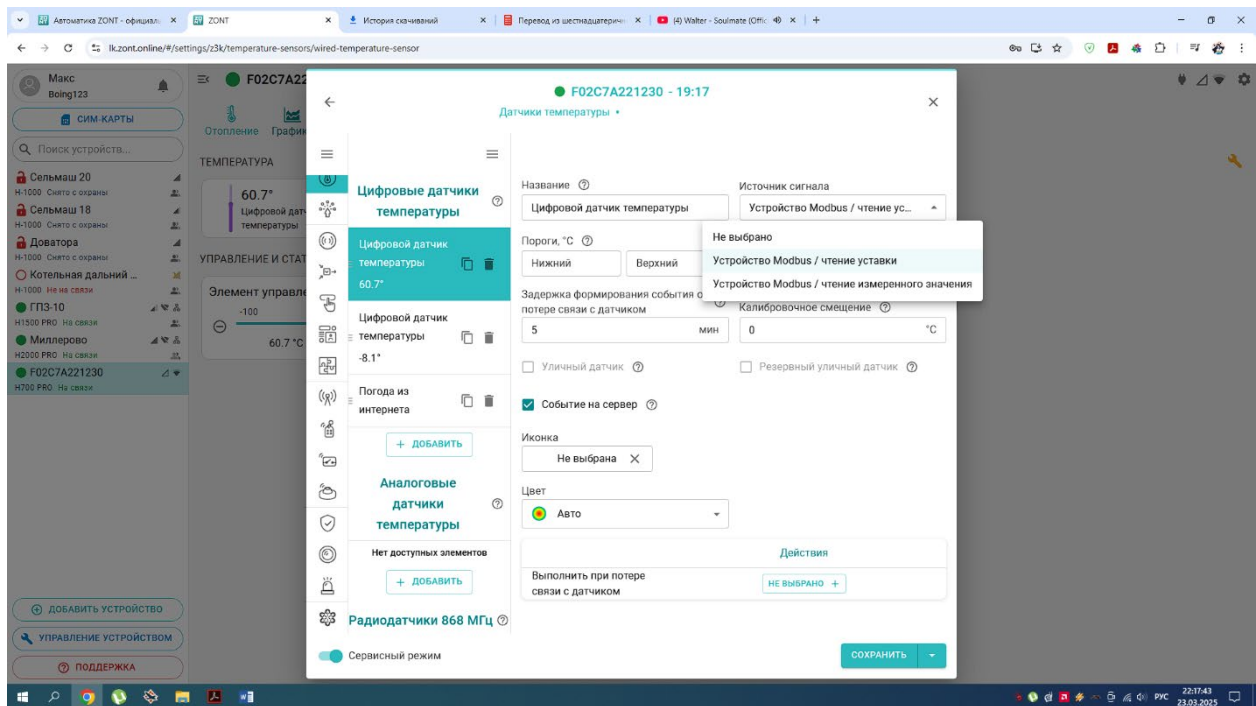 Автоматика ZONT - официаль
ZONT
История скачиваний
Перевод из шестнадцатерич
(4) Walter - Soulmate (Offic
lk.zont.online/#/settings/z3k/temperature-sensors/wired-temperature-sensor
Макс
Boing123
СИМ-КАРТЫ
Поиск устройств...
Сельмаш 20
H-1000 Снято с охраны
Сельмаш 18
H-1000 Снято с охраны
Доватора
H-1000 Снято с охраны
Котельная дальний ...
H-1000 Не на связи
ГПЗ-10
H1500 PRO На связи
Миллерово
H2000 PRO На связи
F02C7A221230
H700 PRO На связи
ДОБАВИТЬ УСТРОЙСТВО
УПРАВЛЕНИЕ УСТРОЙСТВОМ
ПОДДЕРЖКА
F02C7A22
Отопление График
ТЕМПЕРАТУРА
60.7°
Цифровой дат
температуры
УПРАВЛЕНИЕ И СТАТ
Элемент управле
-100
60.7 °C
F02C7A221230 - 19:17
Датчики температуры •
Цифровые датчики
температуры
Цифровой датчик
температуры
60.7°
Цифровой датчик
температуры
-8.1°
Погода из
интернета
+ ДОБАВИТЬ
Аналоговые
датчики
температуры
Нет доступных элементов
+ ДОБАВИТЬ
Радиодатчики 868 МГц
Сервисный режим
Название
Цифровой датчик температуры
Источник сигнала
Устройство Modbus / чтение ус...
Не выбрано
Устройство Modbus / чтение уставки
Устройство Modbus / чтение измеренного значения
Пороги, °C
Нижний
Верхний
Задержка формирования события о
потере связи с датчиком
5 мин
Калибровочное смещение
0 °C
Уличный датчик
Резервный уличный датчик
Событие на сервер
Иконка
Не выбрана
Цвет
Авто
Действия
Выполнить при потере
связи с датчиком
НЕ ВЫБРАНО +
СОХРАНИТЬ
РУС
22:17:43
23.03.2025